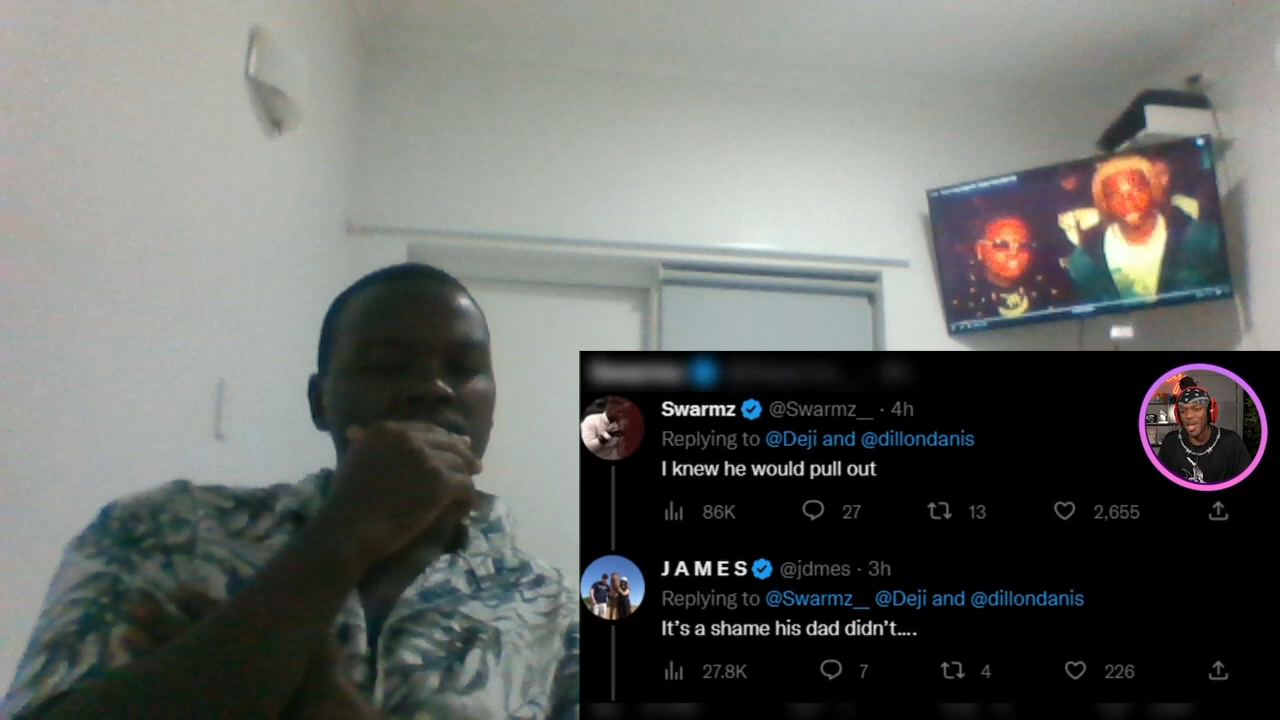 Swarmz @Swarmz__ · 4h
Replying to @Deji and @dillondanis
I knew he would pull out
86K 27 13 2,655
J A M E S @jdmes · 3h
Replying to @Swarmz__ @Deji and @dillondanis
It’s a shame his dad didn’t....
27.8K 7 4 226